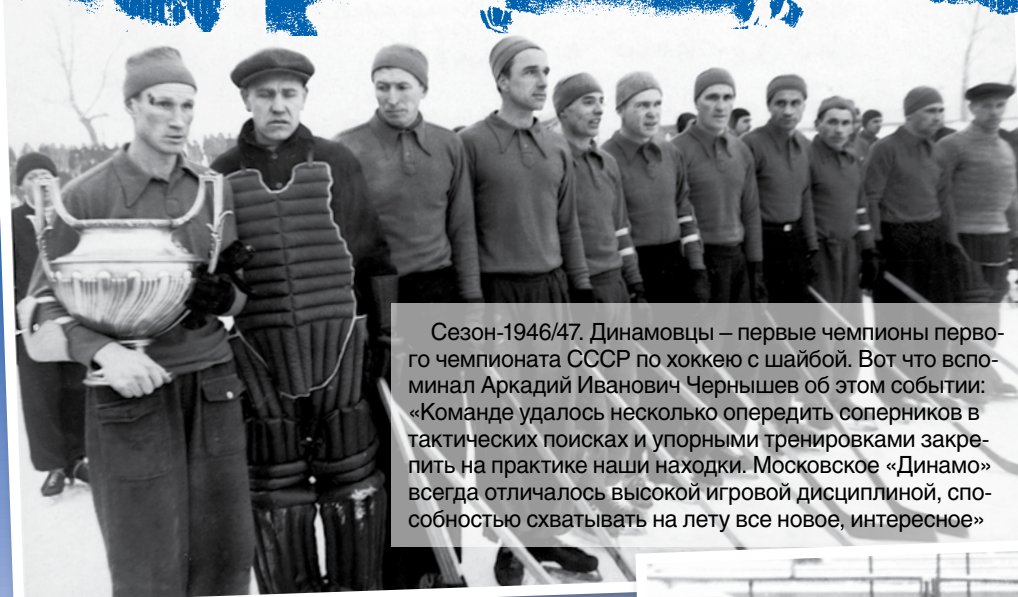 Сезон-1946/47. Динамовцы – первые чемпионы перво-
го чемпионата СССР по хоккею с шайбой. Вот что вспо-
минал Аркадий Иванович Чернышев об этом событии:
«Команде удалось несколько опередить соперников в
тактических поисках и упорными тренировками закре-
пить на практике наши находки. Московское «Динамо»
всегда отличалось высокой игровой дисциплиной, спо-
собностью схватывать на лету все новое, интересное»